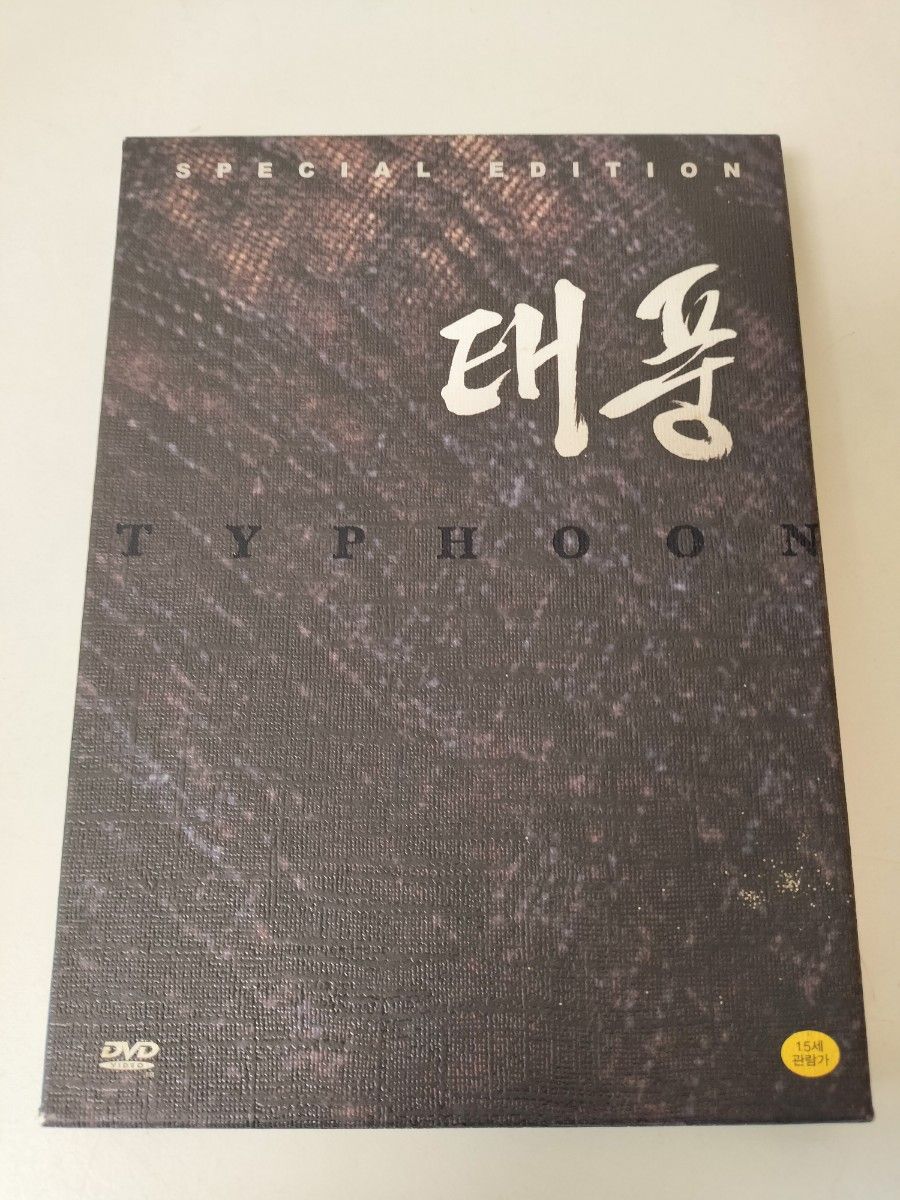 SPECIAL EDITION
태풍
TYPHOON
DVD
VIDEO
15세
관람가